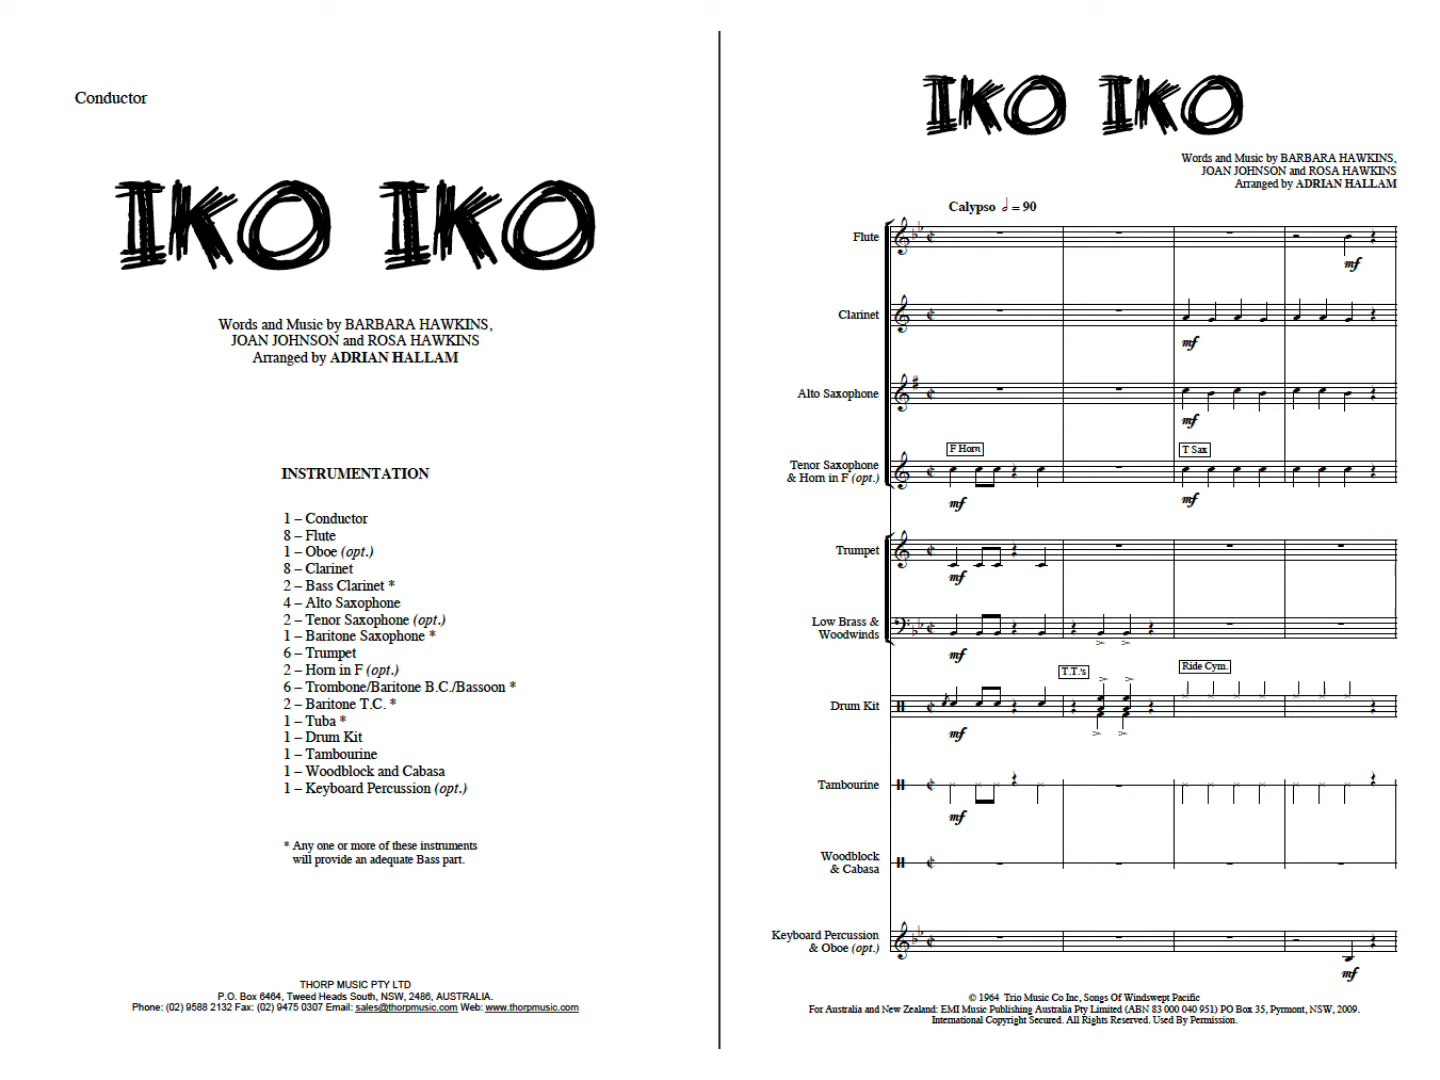 Conductor
IKO IKO
Words and Music by BARBARA HAWKINS,
JOAN JOHNSON and ROSA HAWKINS
Arranged by ADRIAN HALLAM
INSTRUMENTATION
1 – Conductor
8 – Flute
1 – Oboe (opt.)
8 – Clarinet
2 – Bass Clarinet *
4 – Alto Saxophone
2 – Tenor Saxophone (opt.)
1 – Baritone Saxophone *
6 – Trumpet
2 – Horn in F (opt.)
6 – Trombone/Baritone B.C./Bassoon *
2 – Baritone T.C. *
1 – Tuba *
1 – Drum Kit
1 – Tambourine
1 – Woodblock and Cabasa
1 – Keyboard Percussion (opt.)
* Any one or more of these instruments
will provide an adequate Bass part.
THORP MUSIC PTY LTD
P.O. Box 6464, Tweed Heads South, NSW, 2486, AUSTRALIA.
Phone: (02) 9588 2132 Fax: (02) 9475 0307 Email: sales@thorpmusic.com Web: www.thorpmusic.com
IKO IKO
Words and Music by BARBARA HAWKINS,
JOAN JOHNSON and ROSA HAWKINS
Arranged by ADRIAN HALLAM
Calypso 𝅗𝅥 = 90
Flute
mf
Clarinet
mf
Alto Saxophone
mf
F Horn
T Sax
Tenor Saxophone
& Horn in F (opt.)
mf
mf
Trumpet
mf
Low Brass &
Woodwinds
mf
T.T.'s
Ride Cym.
Drum Kit
mf
Tambourine
mf
Woodblock
& Cabasa
Keyboard Percussion
& Oboe (opt.)
mf
© 1964 Trio Music Co Inc, Songs Of Windswept Pacific
For Australia and New Zealand: EMI Music Publishing Australia Pty Limited (ABN 83 000 040 951) PO Box 35, Pyrmont, NSW, 2009.
International Copyright Secured. All Rights Reserved. Used By Permission.